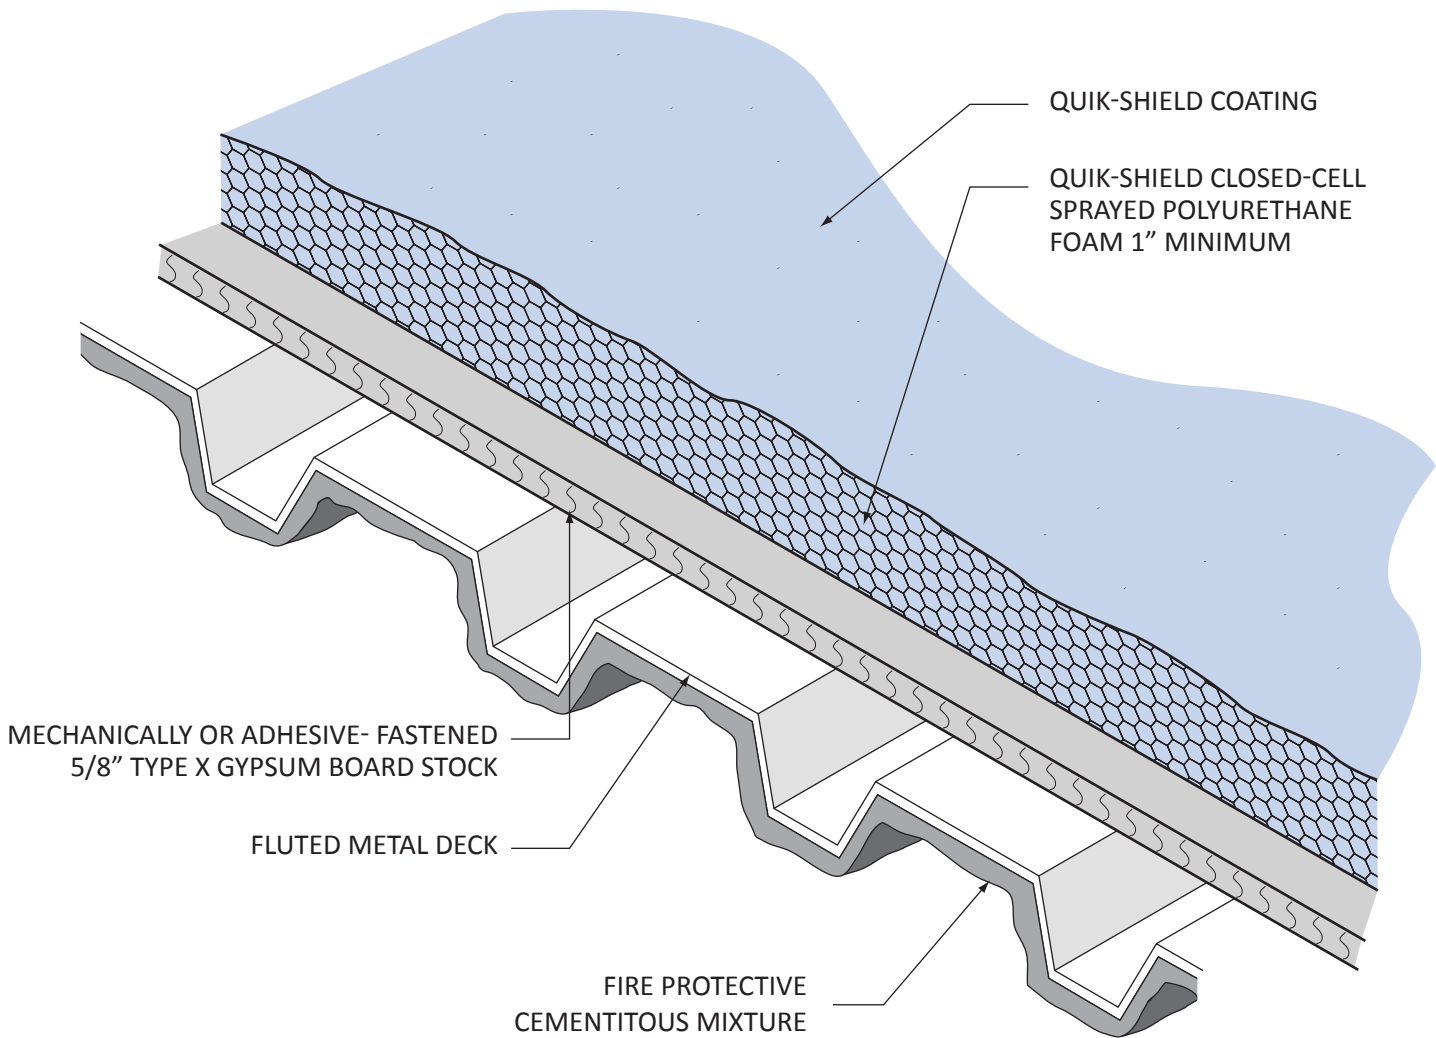 QUIK-SHIELD COATING
QUIK-SHIELD CLOSED-CELL
SPRAYED POLYURETHANE
FOAM 1” MINIMUM
MECHANICALLY OR ADHESIVE- FASTENED
5/8” TYPE X GYPSUM BOARD STOCK
FLUTED METAL DECK
FIRE PROTECTIVE
CEMENTITOUS MIXTURE